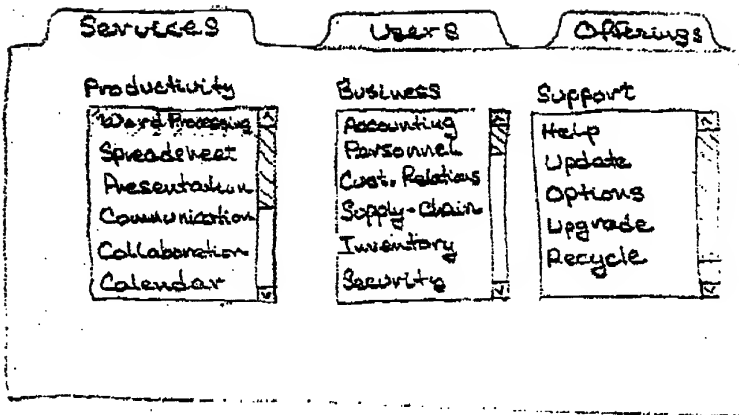 Services
Users
Offerings
Productivity
Word Processing
Spreadsheet
Presentation
Communication
Collaboration
Calendar
Business
Accounting
Personnel
Cust. Relations
Supply-Chain
Inventory
Security
Support
Help
Update
Options
Upgrade
Recycle